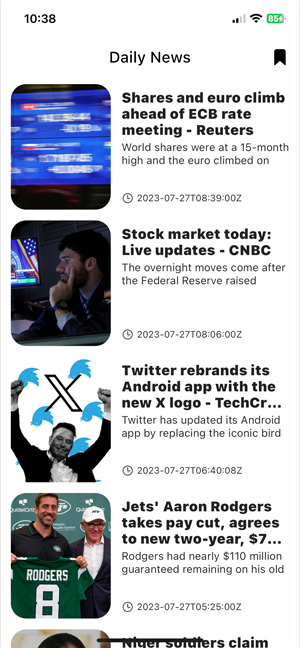 10:38
85
Daily News
Shares and euro climb
ahead of ECB rate
meeting - Reuters
World shares were at a 15-month
high and the euro climbed on
2023-07-27T08:39:00Z
Stock market today:
Live updates - CNBC
The overnight moves come after
the Federal Reserve raised
2023-07-27T08:06:00Z
Twitter rebrands its
Android app with the
new X logo - TechCr...
Twitter has updated its Android
app by replacing the iconic bird
2023-07-27T06:40:08Z
Jets' Aaron Rodgers
takes pay cut, agrees
to new two-year, $7...
Rodgers had nearly $110 million
guaranteed remaining on his old
2023-07-27T05:25:00Z
RODGERS
8
Niger soldiers claim